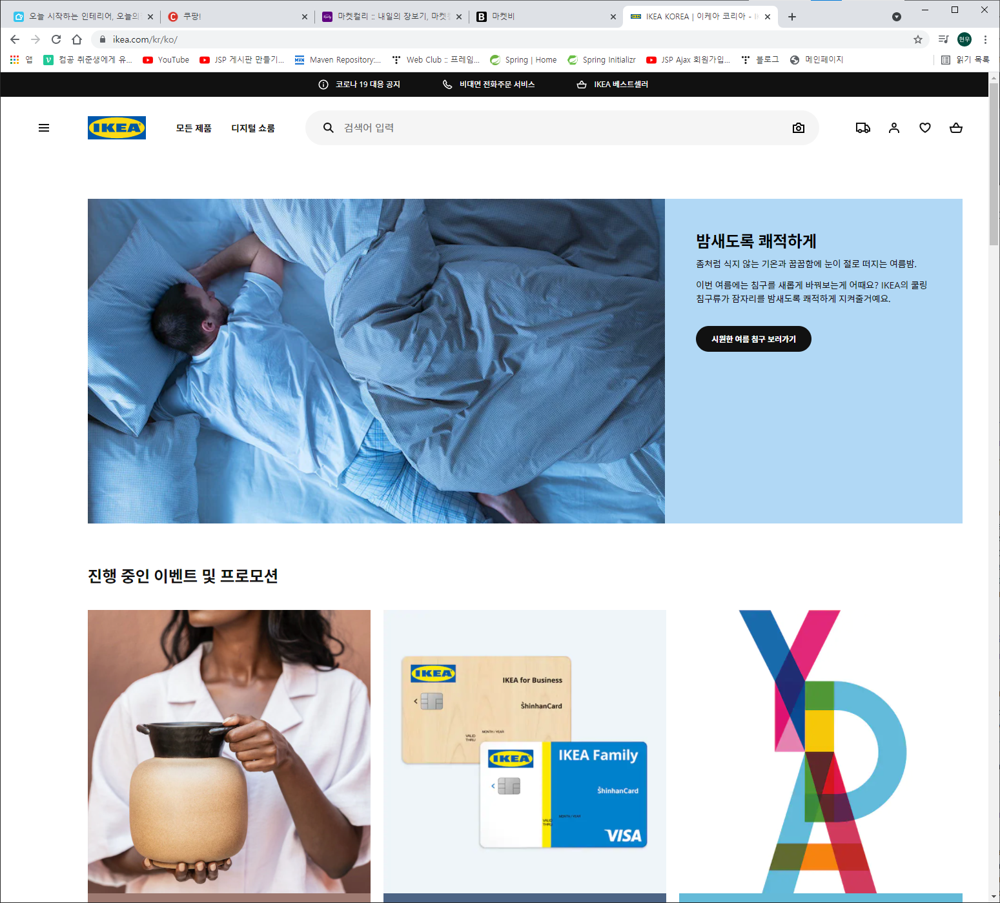 오늘 시작하는 인테리어, 오늘의
쿠팡!
마켓컬리 :: 내일의 장보기, 마켓
마켓비
IKEA KOREA | 이케아 코리아 - I
ikea.com/kr/ko/
현우
앱
컴공 취준생에게 유...
YouTube
JSP 게시판 만들기...
Maven Repository:...
Web Club :: 프레임...
Spring | Home
Spring Initializr
JSP Ajax 회원가입...
블로그
메인페이지
읽기 목록
코로나 19 대응 공지
비대면 전화주문 서비스
IKEA 베스트셀러
IKEA
모든 제품
디지털 쇼룸
검색어 입력
밤새도록 쾌적하게
좀처럼 식지 않는 기온과 꿉꿉함에 눈이 절로 떠지는 여름밤.
이번 여름에는 침구를 새롭게 바꿔보는게 어때요? IKEA의 쿨링
침구류가 잠자리를 밤새도록 쾌적하게 지켜줄거예요.
시원한 여름 침구 보러가기
진행 중인 이벤트 및 프로모션
IKEA
IKEA for Business
ShinhanCard
MONTH / YEAR
VALID
THRU
IKEA
IKEA Family
ShinhanCard
MONTH / YEAR
VALID
THRU
VISA
Y
D
A